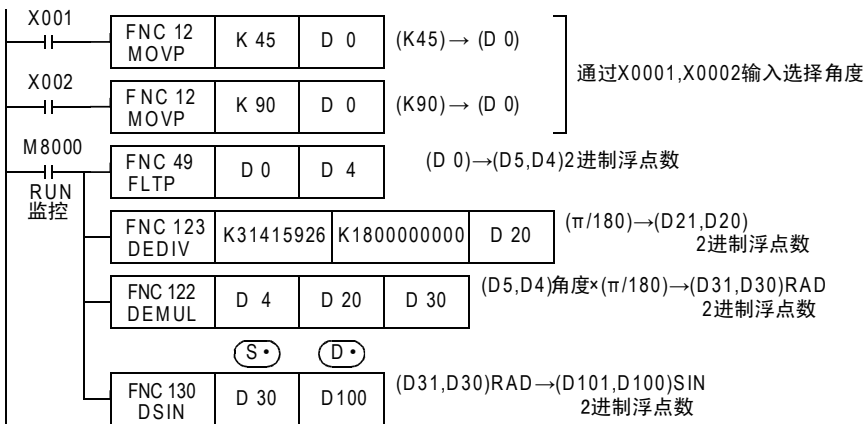 X001
FNC 12
MOVP
K 45
D 0
(K45)→ (D 0)
通过X0001,X0002输入选择角度
X002
FNC 12
MOVP
K 90
D 0
(K90)→ (D 0)
M8000
RUN
监控
FNC 49
FLTP
D 0
D 4
(D 0)→(D5,D4)2进制浮点数
FNC 123
DEDIV
K31415926
K1800000000
D 20
(π/180)→(D21,D20)
2进制浮点数
FNC 122
DEMUL
D 4
D 20
D 30
(D5,D4)角度×(π/180)→(D31,D30)RAD
2进制浮点数
S•
D•
FNC 130
DSIN
D 30
D100
(D31,D30)RAD→(D101,D100)SIN
2进制浮点数